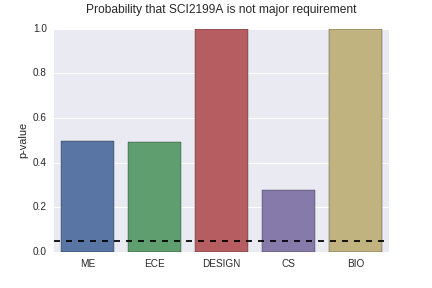 Probability that SCI2199A is not major requirement
1.0
0.8
0.6
0.4
0.2
0.0
p-value
ME ECE DESIGN CS BIO